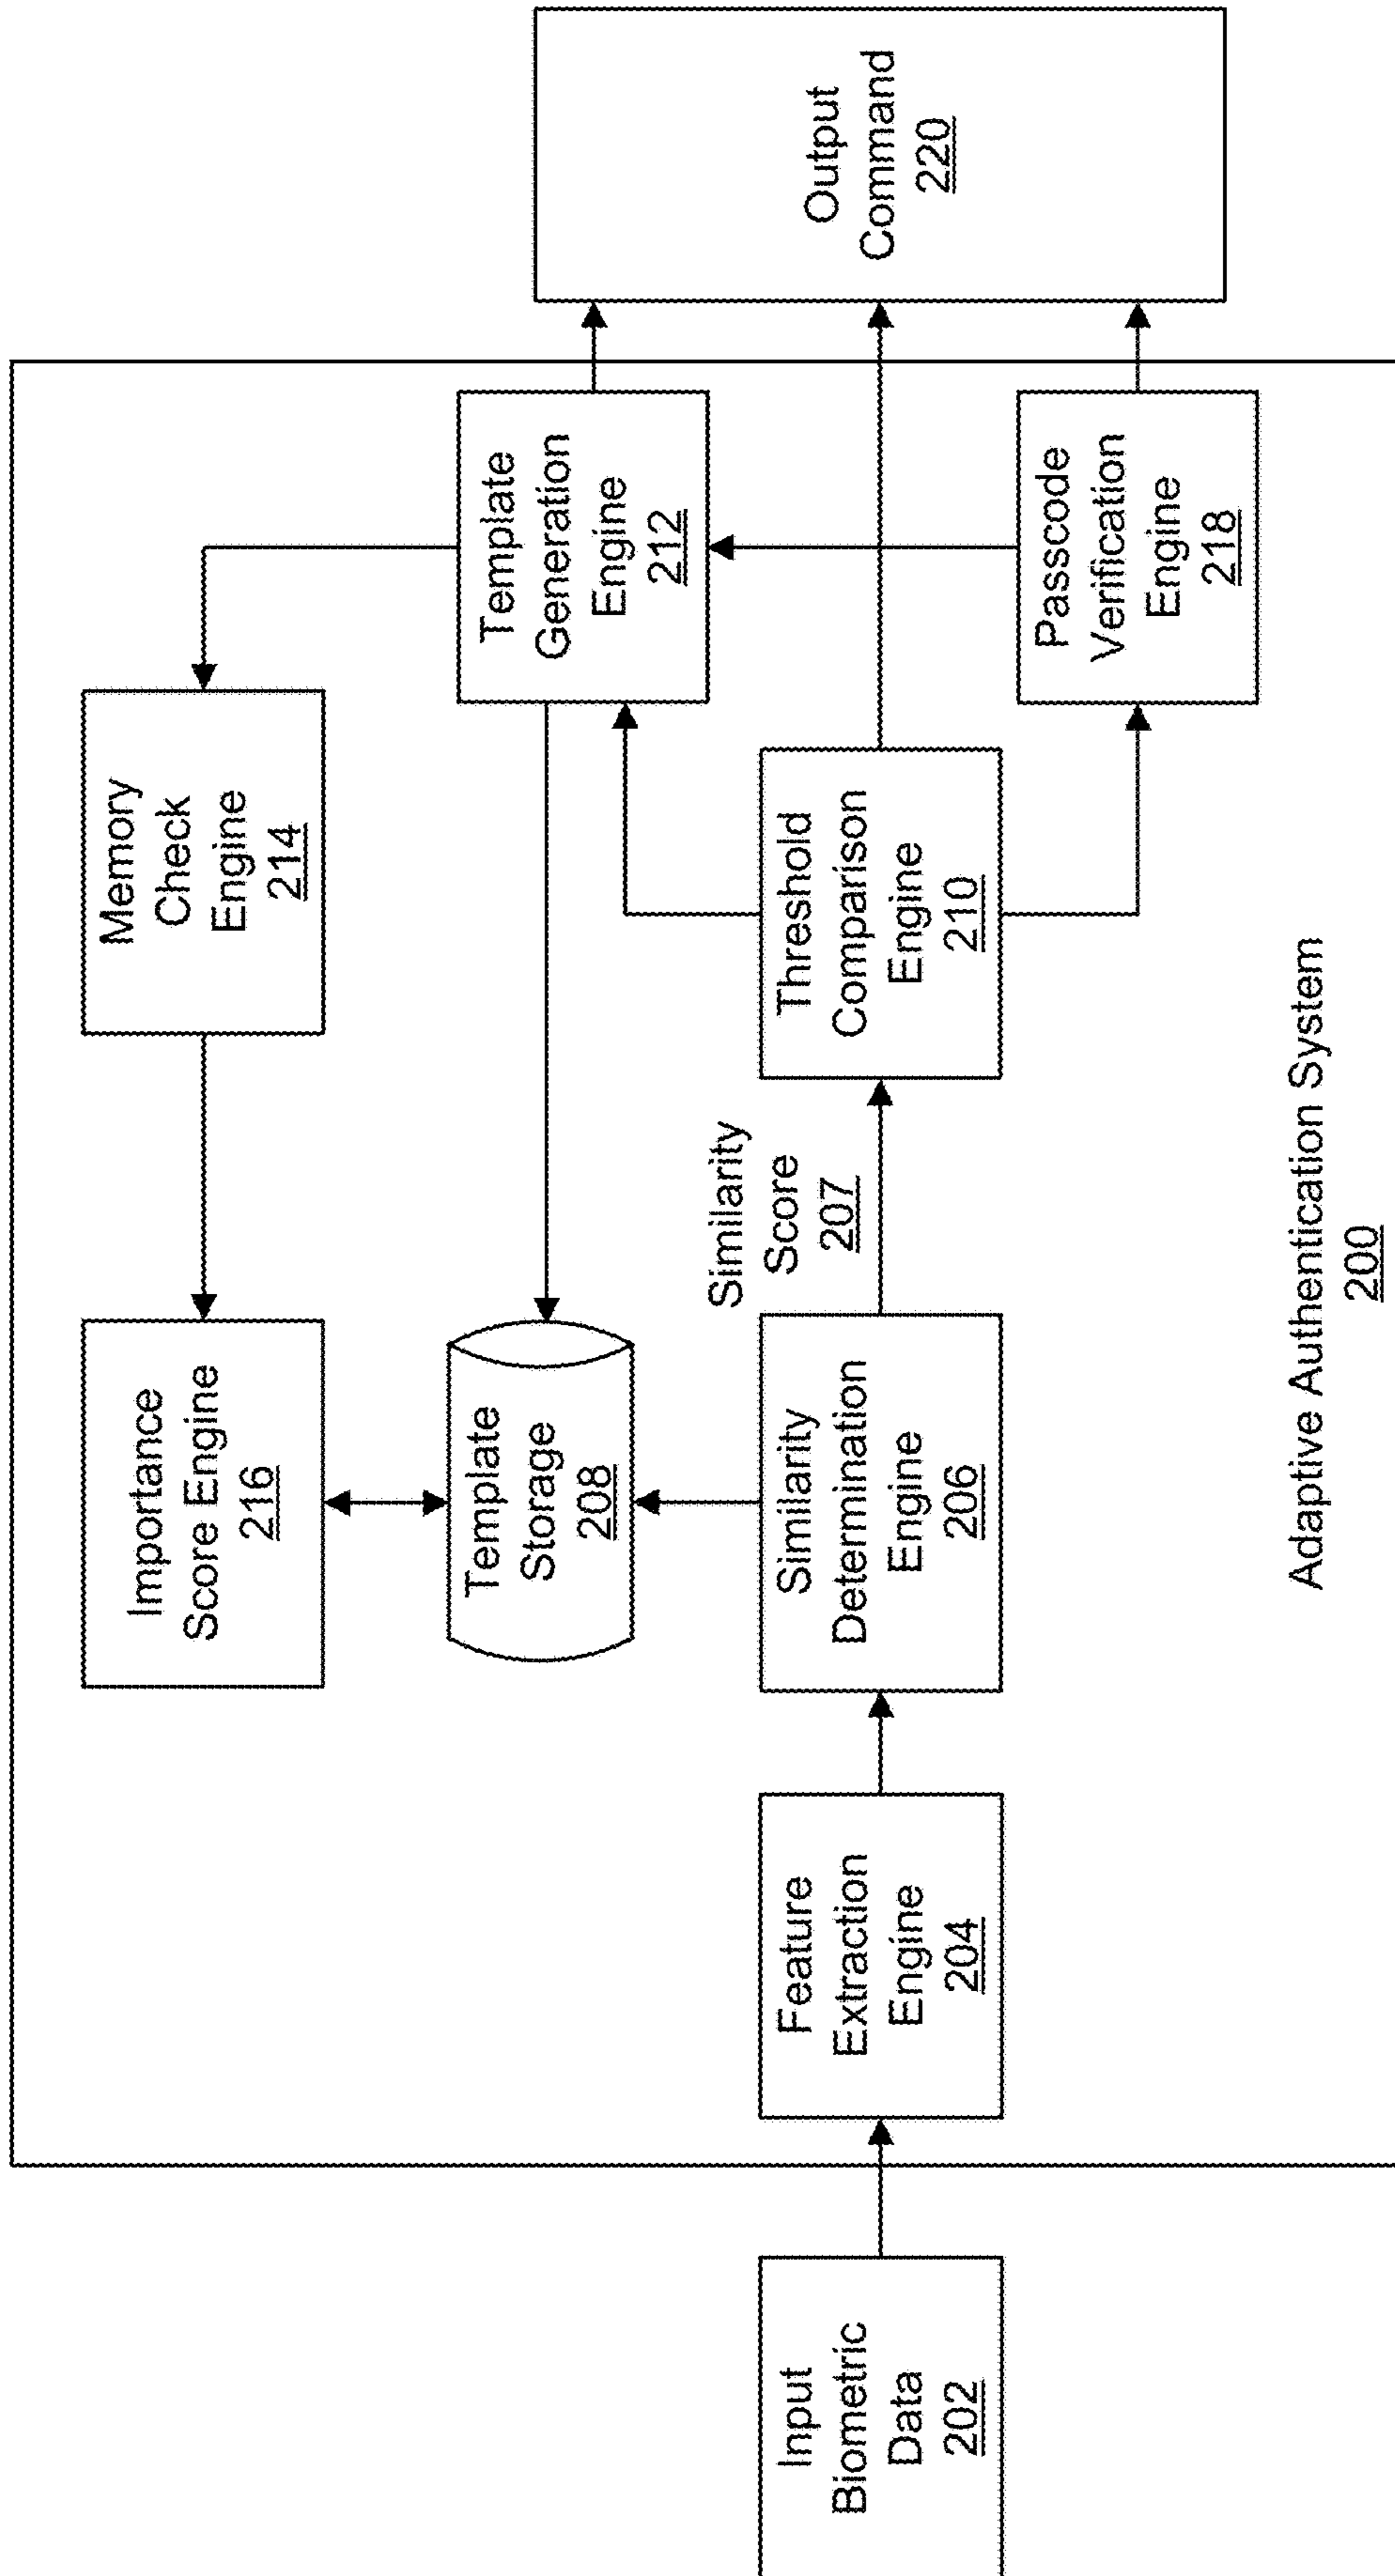 Input
Biometric
Data
202
Feature
Extraction
Engine
204
Similarity
Determination
Engine
206
Similarity
Score
207
Template
Storage
208
Importance
Score Engine
216
Memory
Check
Engine
214
Threshold
Comparison
Engine
210
Template
Generation
Engine
212
Passcode
Verification
Engine
218
Output
Command
220
Adaptive Authentication System
200